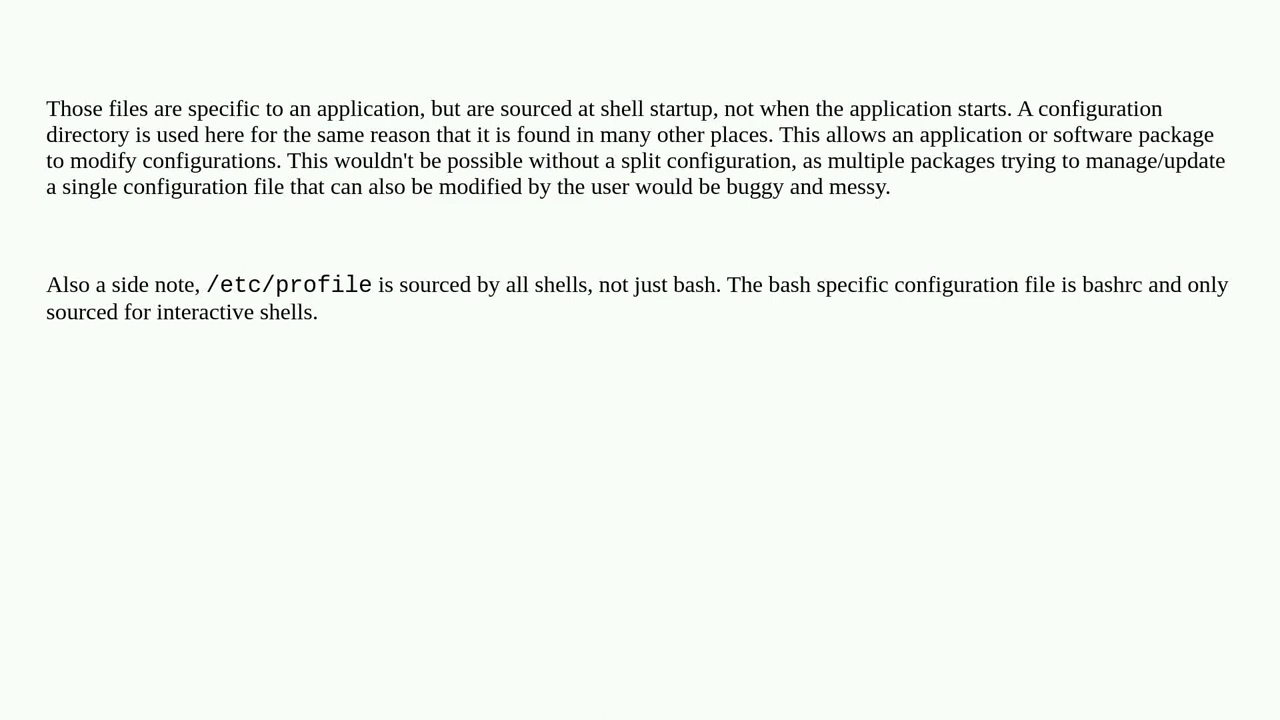 Those files are specific to an application, but are sourced at shell startup, not when the application starts. A configuration
directory is used here for the same reason that it is found in many other places. This allows an application or software package
to modify configurations. This wouldn't be possible without a split configuration, as multiple packages trying to manage/update
a single configuration file that can also be modified by the user would be buggy and messy.
Also a side note, /etc/profile is sourced by all shells, not just bash. The bash specific configuration file is bashrc and only
sourced for interactive shells.